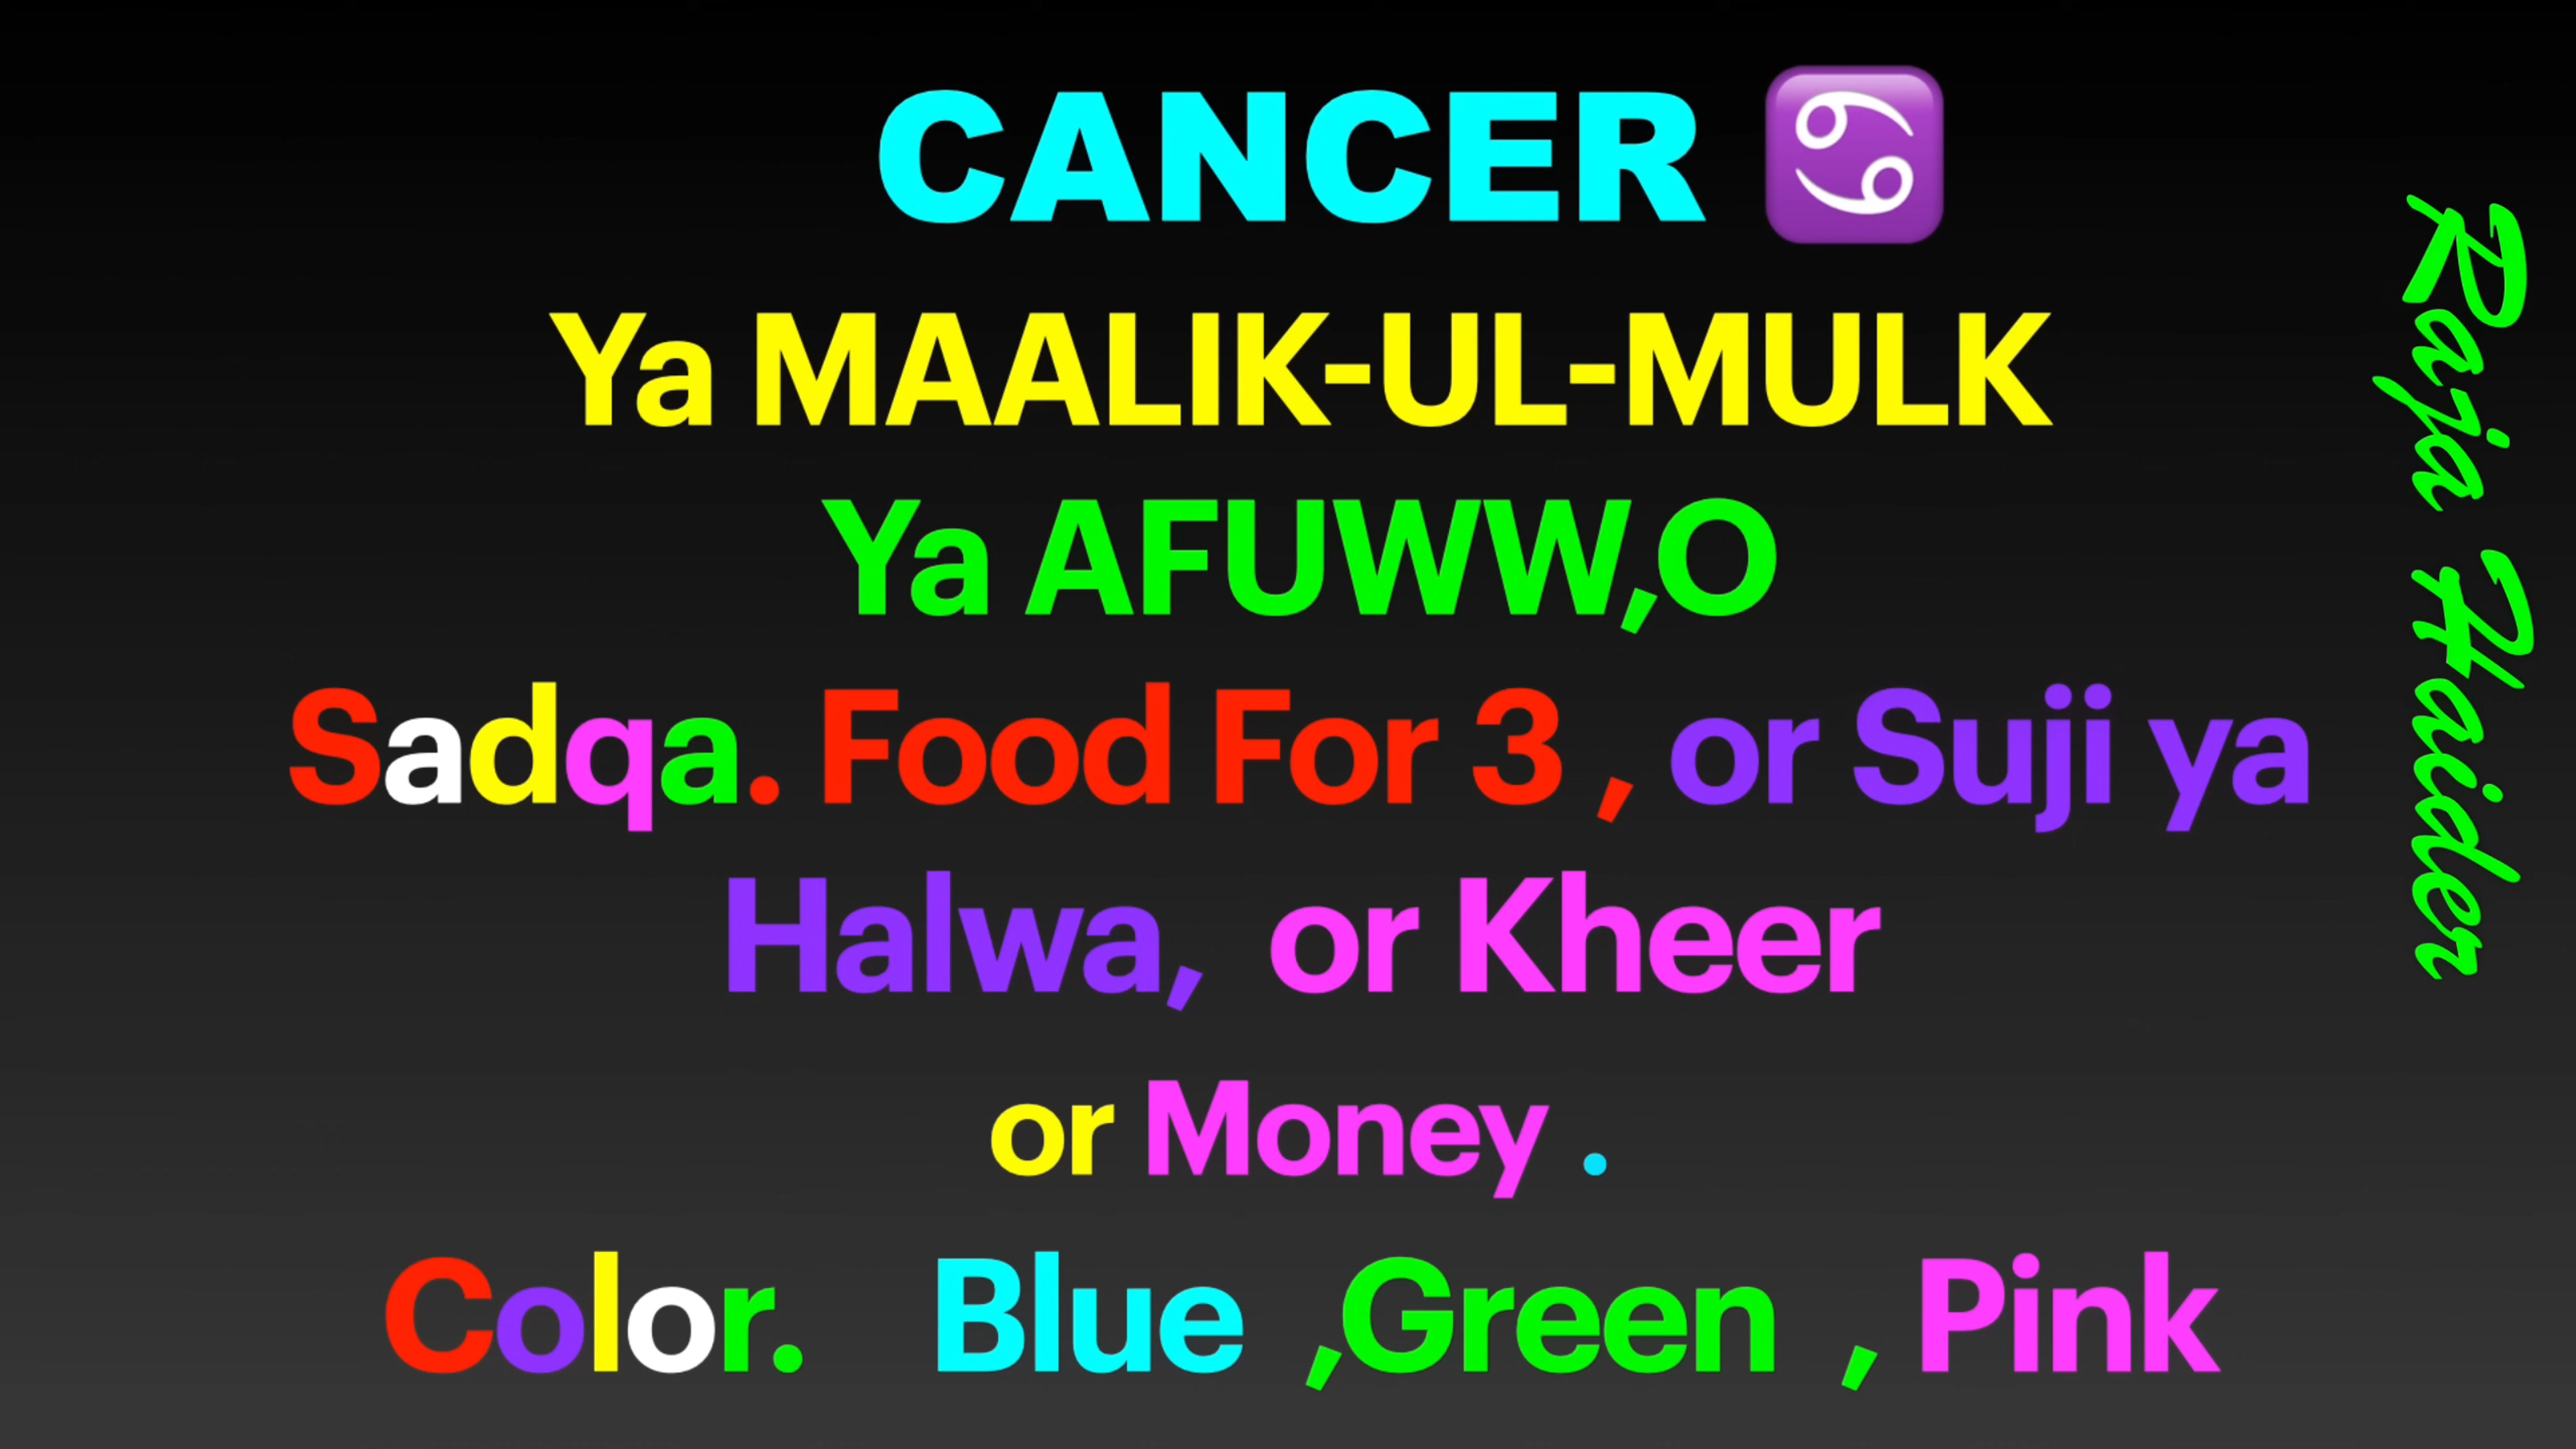 CANCER ♋
Ya MAALIK-UL-MULK
Ya AFUWW,O
Sadqa. Food For 3 , or Suji ya
Halwa, or Kheer
or Money .
Color. Blue ,Green , Pink
Raja Haider